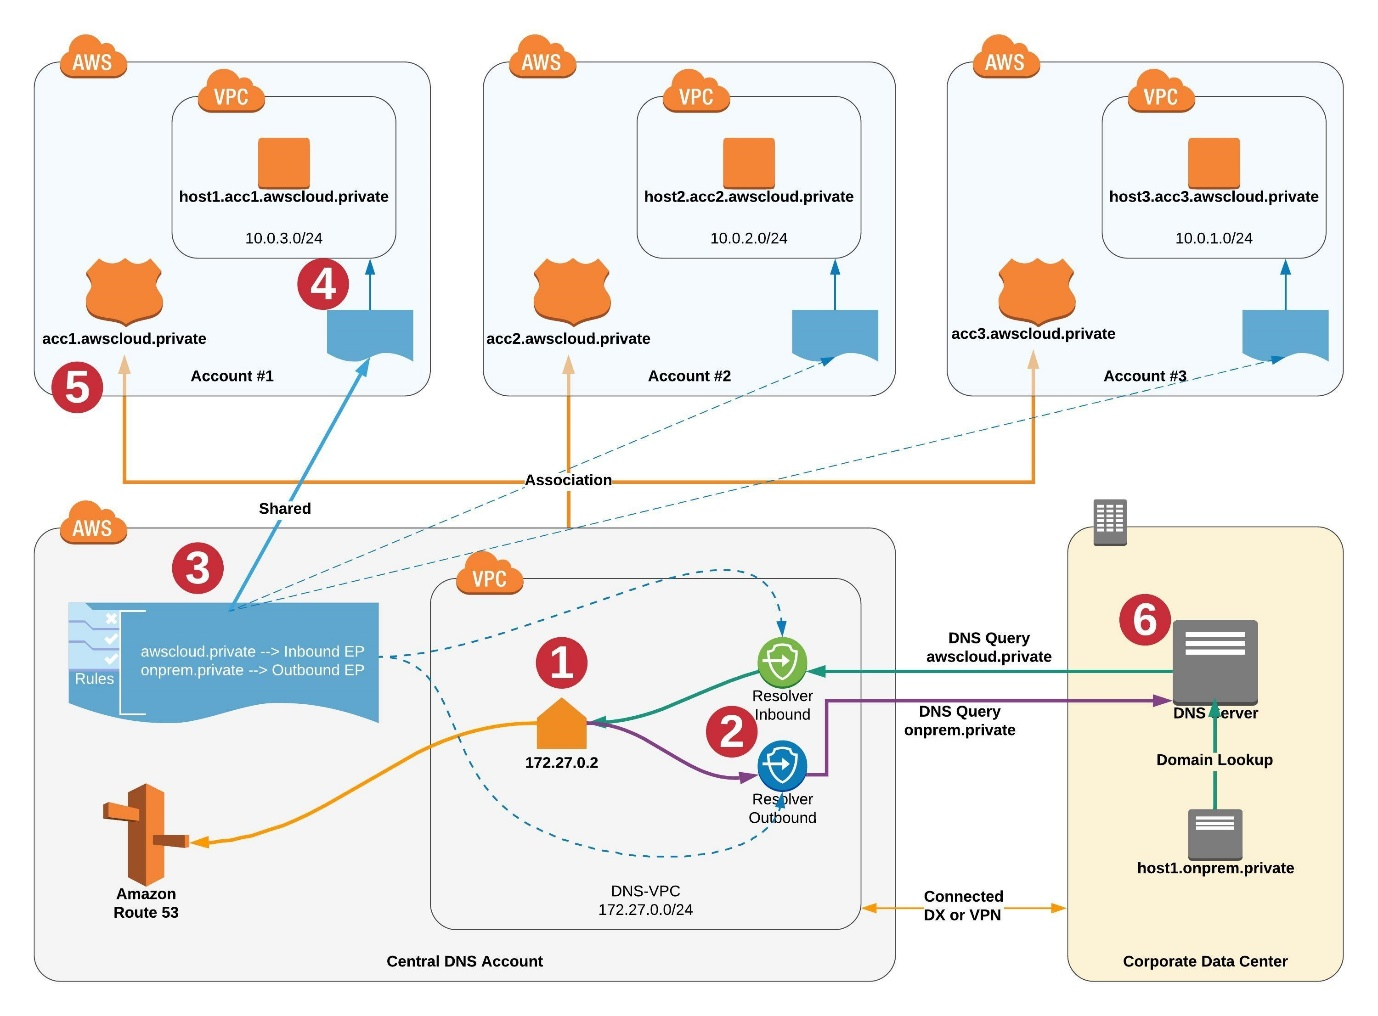 AWS
VPC
host1.acc1.awscloud.private
10.0.3.0/24
4
acc1.awscloud.private
5
Account #1
AWS
VPC
host2.acc2.awscloud.private
10.0.2.0/24
acc2.awscloud.private
Account #2
AWS
VPC
host3.acc3.awscloud.private
10.0.1.0/24
acc3.awscloud.private
Account #3
Association
Shared
AWS
3
Rules
awscloud.private --> Inbound EP
onprem.private --> Outbound EP
VPC
1
172.27.0.2
Resolver
Inbound
2
Resolver
Outbound
Amazon
Route 53
DNS-VPC
172.27.0.0/24
Central DNS Account
DNS Query
awscloud.private
DNS Query
onprem.private
Connected
DX or VPN
6
DNS Server
Domain Lookup
host1.onprem.private
Corporate Data Center